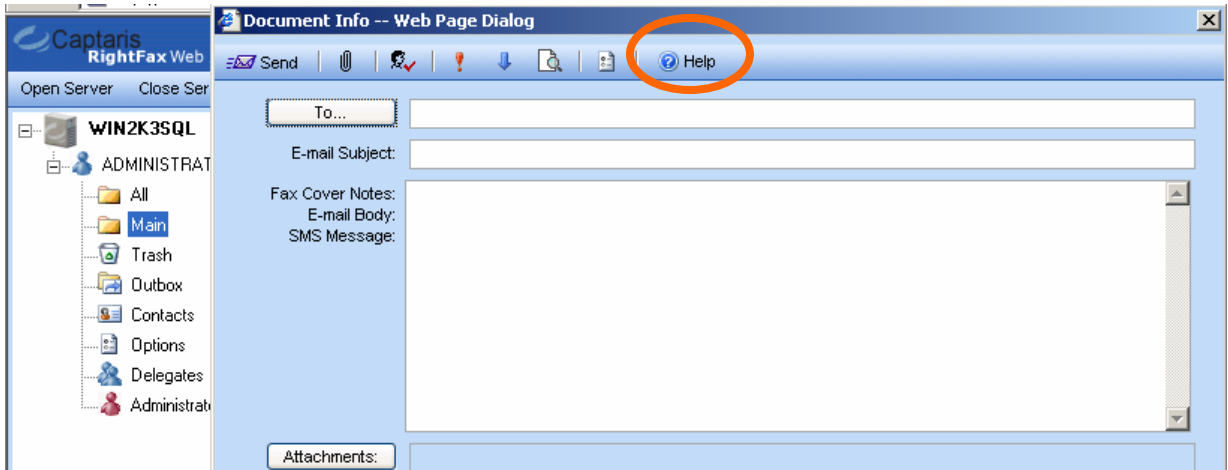 Document Info -- Web Page Dialog
Captaris
RightFax Web
Send
Help
Open Server Close Ser
To...
WIN2K3SQL
E-mail Subject:
ADMINISTRAT
All
Fax Cover Notes:
Main
E-mail Body:
SMS Message:
Trash
Outbox
Contacts
Options
Delegates
Administrat
Attachments: